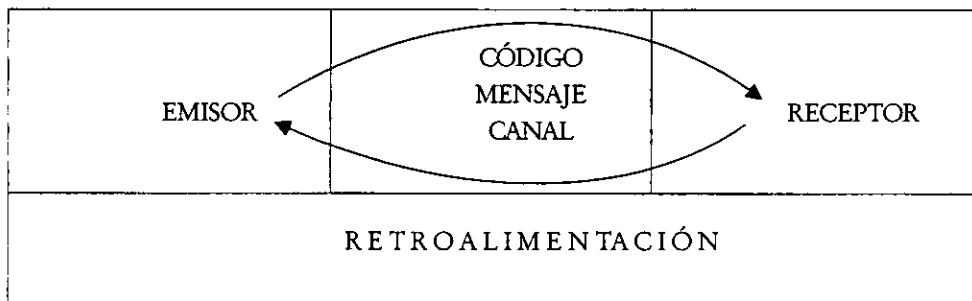 EMISOR
CÓDIGO
MENSAJE
CANAL
RECEPTOR
RETROALIMENTACIÓN